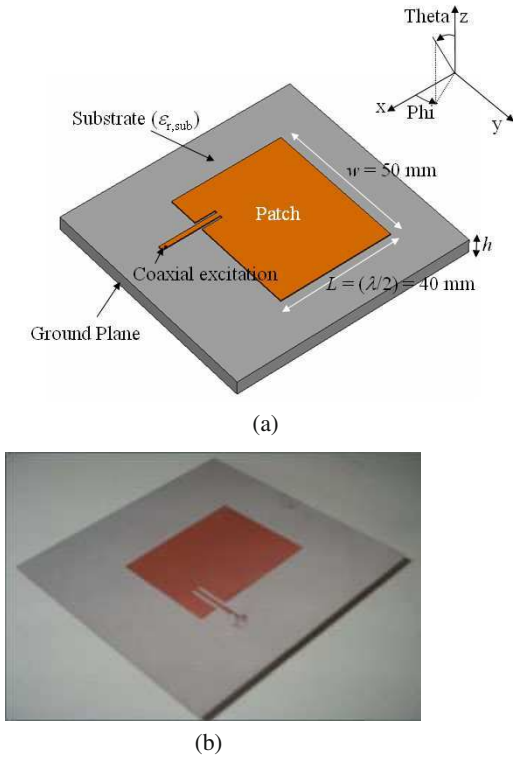 Theta
z
x
Phi
y
Substrate (εr,sub)
w = 50 mm
Patch
Coaxial excitation
h
L = (λ/2) = 40 mm
Ground Plane
(a)
(b)